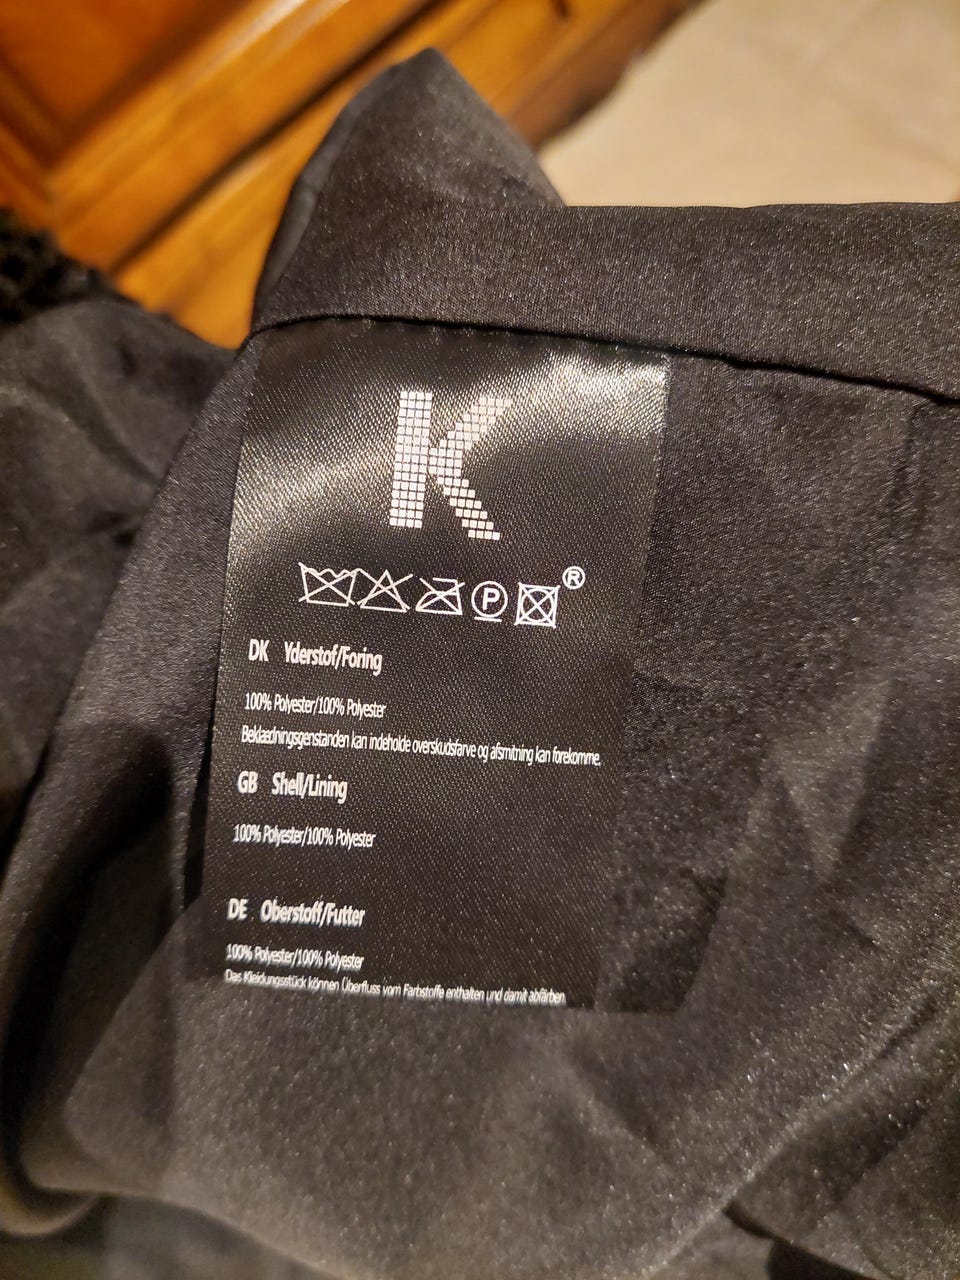 K
P ®
DK Yderstof/Foring
100% Polyester/100% Polyester
Beklædningsgenstanden kan indeholde overskudsfarve og afsmitning kan forekomme.
GB Shell/Lining
100% Polyester/100% Polyester
DE Oberstoff/Futter
100% Polyester/100% Polyester
Das Kleidungsstück können Überfluss vom Farbstoffe enthalten und damit abfärben.